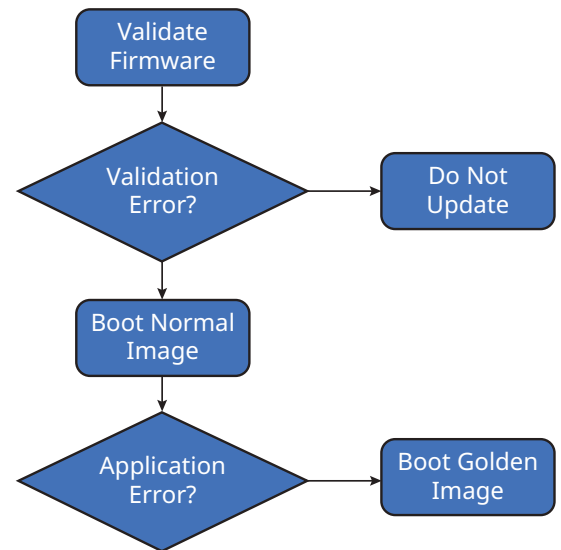 Validate
Firmware
Validation
Error?
Do Not
Update
Boot Normal
Image
Application
Error?
Boot Golden
Image